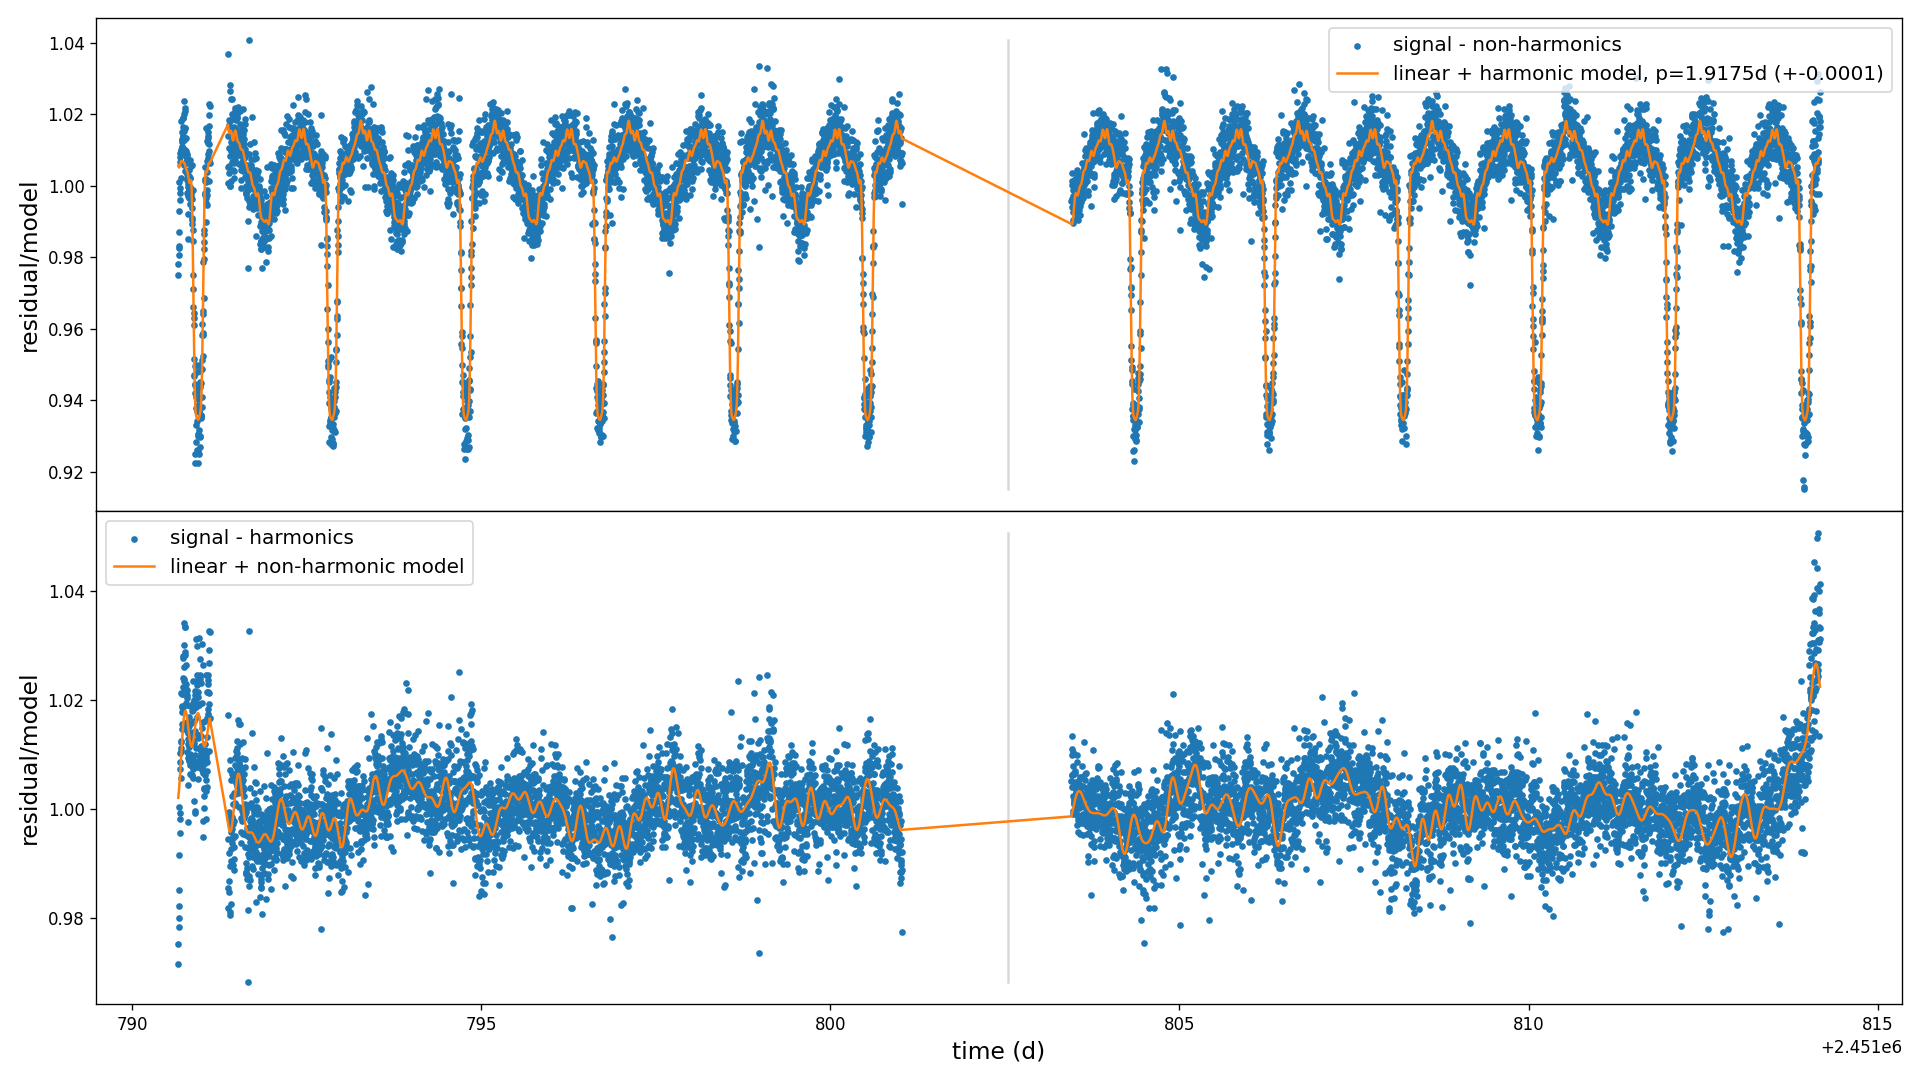 signal - non-harmonics
linear + harmonic model, p=1.9175d (+-0.0001)
1.04
1.02
1.00
0.98
0.96
0.94
0.92
residual/model
signal - harmonics
linear + non-harmonic model
1.04
1.02
1.00
0.98
residual/model
790
795
800
805
810
815
+2.451e6
time (d)